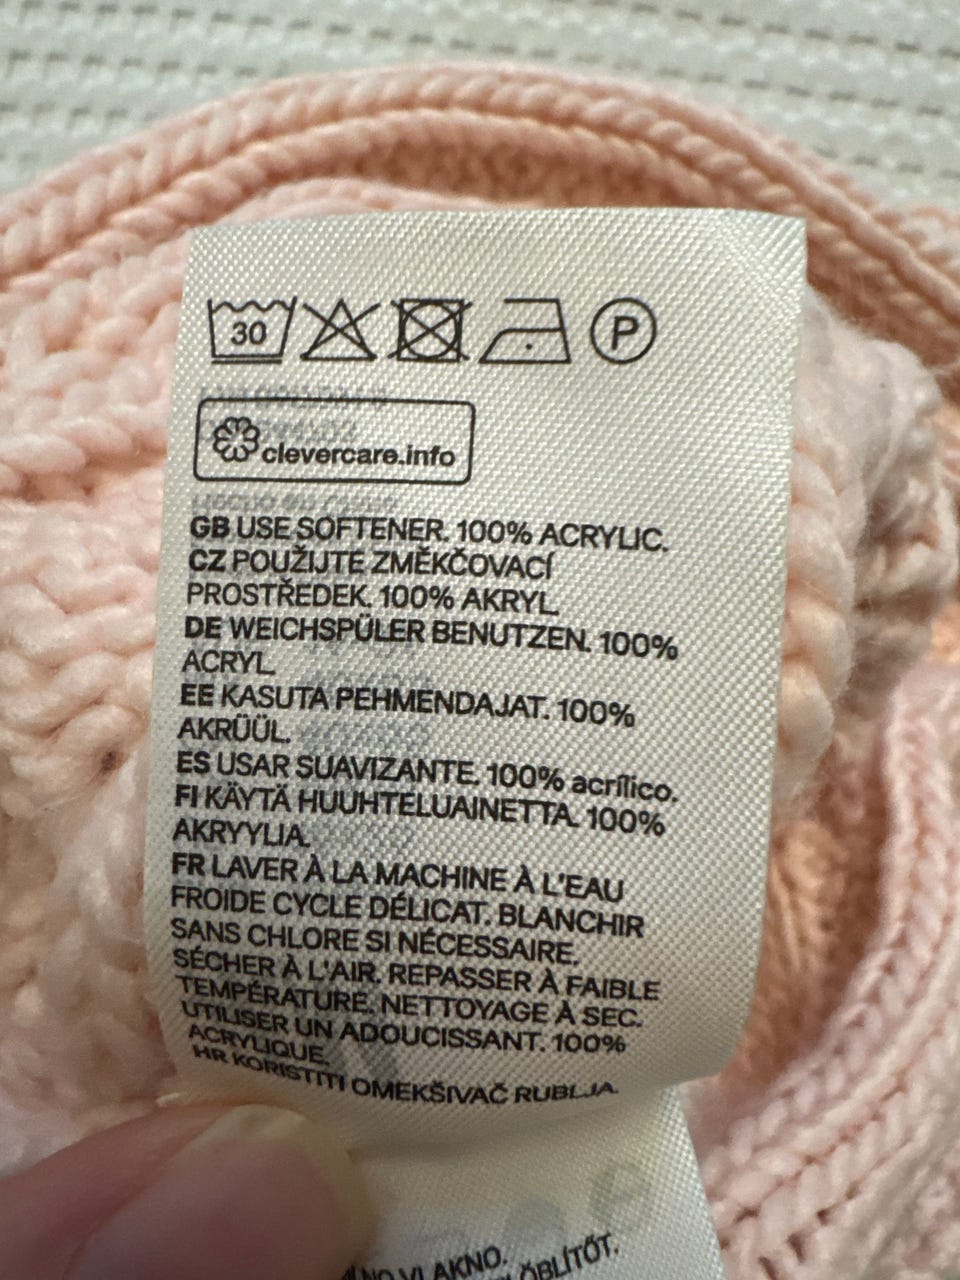 30
P
clevercare.info
GB USE SOFTENER. 100% ACRYLIC.
CZ POUŽIJTE ZMĚKČOVACÍ
PROSTŘEDEK. 100% AKRYL
DE WEICHSPÜLER BENUTZEN. 100%
ACRYL.
EE KASUTA PEHMENDAJAT. 100%
AKRÜÜL.
ES USAR SUAVIZANTE. 100% acrílico.
FI KÄYTÄ HUUHTELUAINETTA. 100%
AKRYYLIA.
FR LAVER À LA MACHINE À L'EAU
FROIDE CYCLE DÉLICAT. BLANCHIR
SANS CHLORE SI NÉCESSAIRE.
SÉCHER À L'AIR. REPASSER À FAIBLE
TEMPÉRATURE. NETTOYAGE À SEC.
UTILISER UN ADOUCISSANT. 100%
ACRYLIQUE.
HR KORISTITI OMEKŠIVAČ RUBLJA.
VLAKNO.
ÖBLÍTŐT.